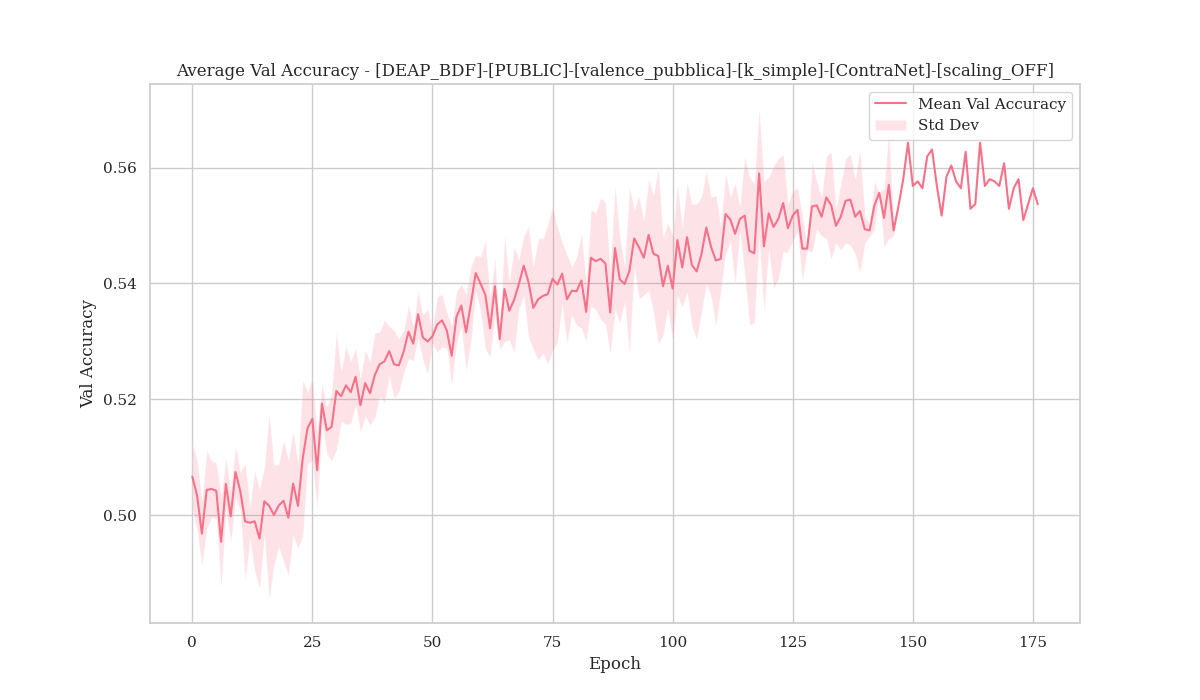 Average Val Accuracy - [DEAP_BDF]-[PUBLIC]-[valence_pubblica]-[k_simple]-[ContraNet]-[scaling_OFF]
Mean Val Accuracy
Std Dev
Val Accuracy
0.56
0.54
0.52
0.50
0 25 50 75 100 125 150 175
Epoch